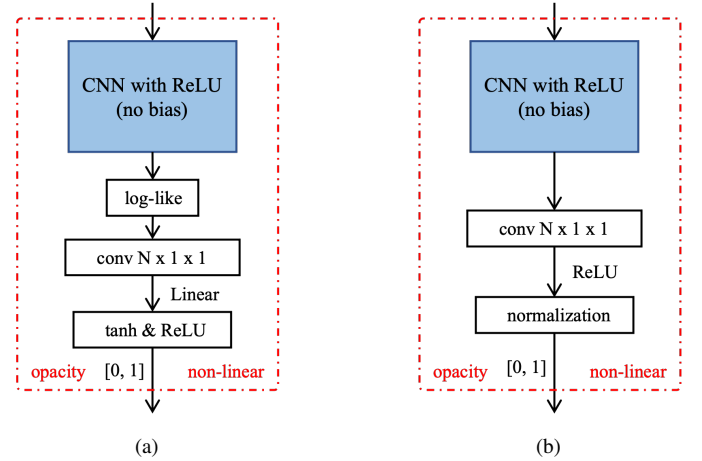 CNN with ReLU
(no bias)
log-like
conv N x 1 x 1
Linear
tanh & ReLU
opacity [0, 1] non-linear
(a)
CNN with ReLU
(no bias)
conv N x 1 x 1
ReLU
normalization
opacity [0, 1] non-linear
(b)